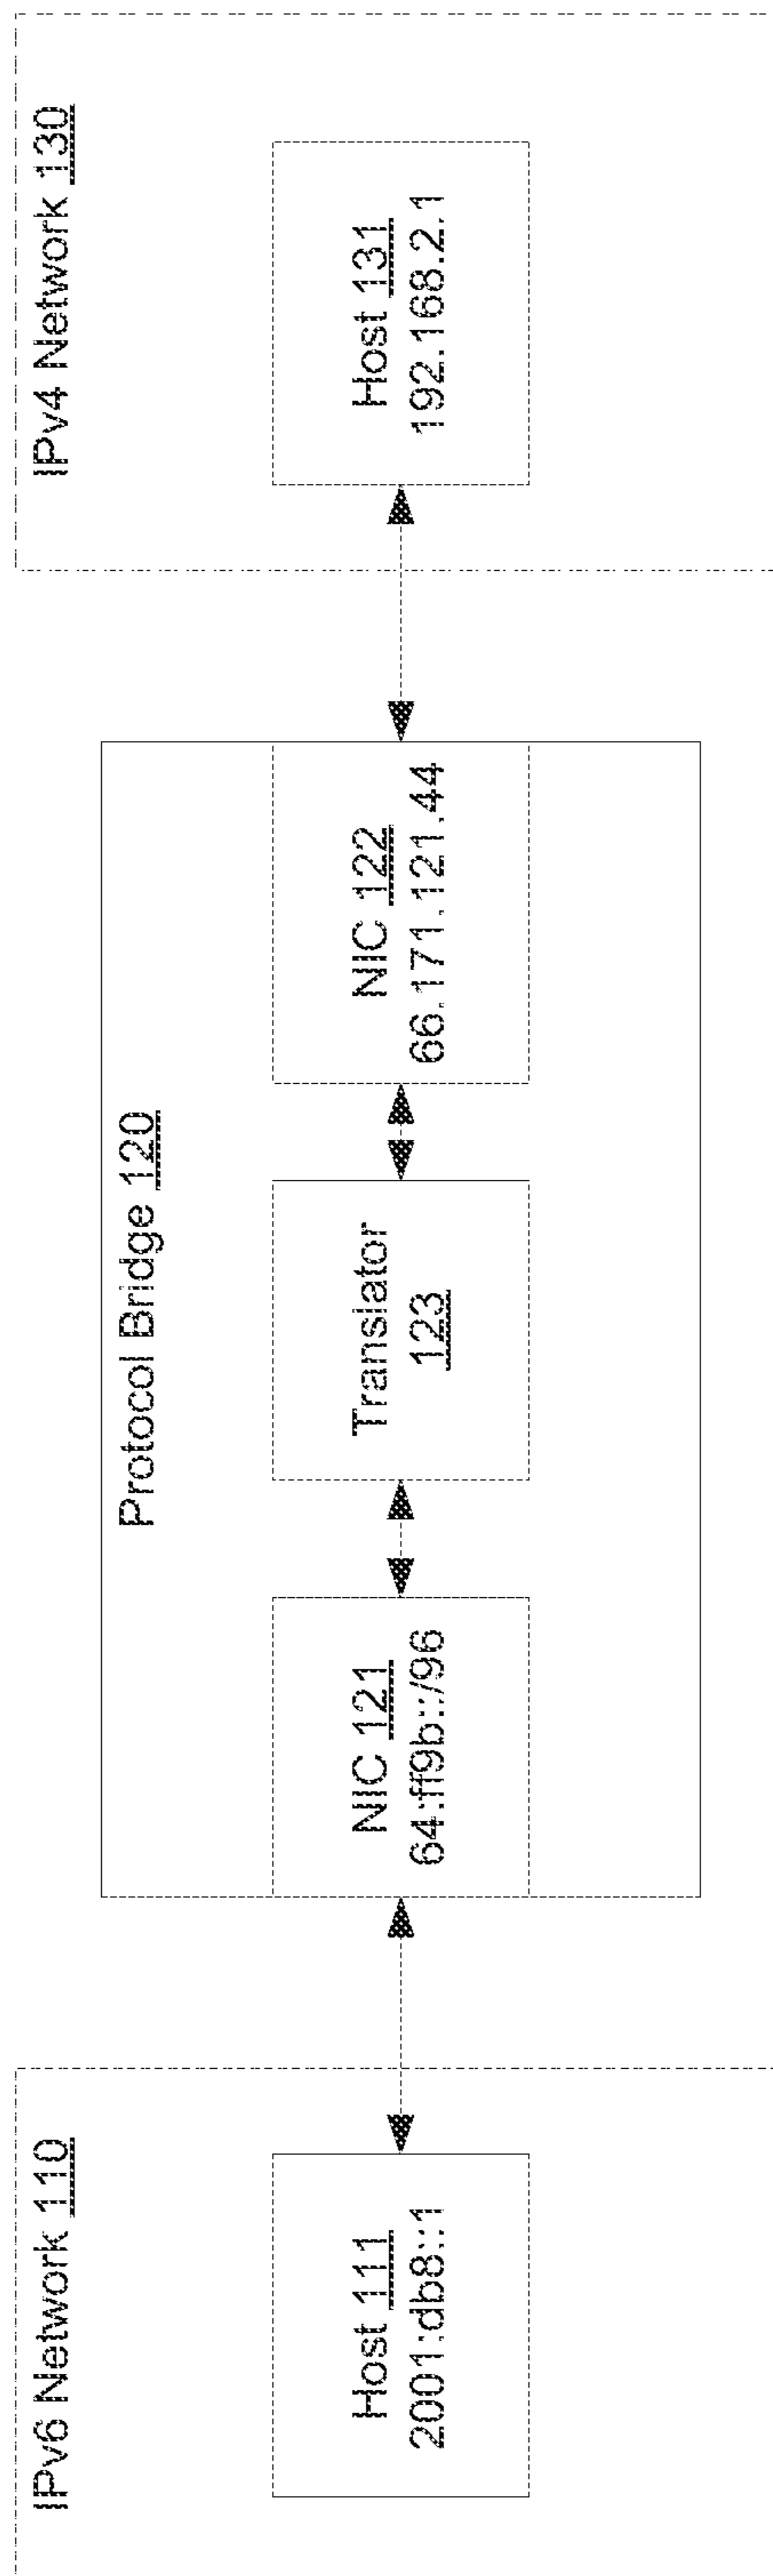 IPv6 Network 110
Host 111
2001:db8::1
Protocol Bridge 120
NIC 121
64:ff9b::/96
Translator
123
NIC 122
66.171.121.44
IPv4 Network 130
Host 131
192.168.2.1